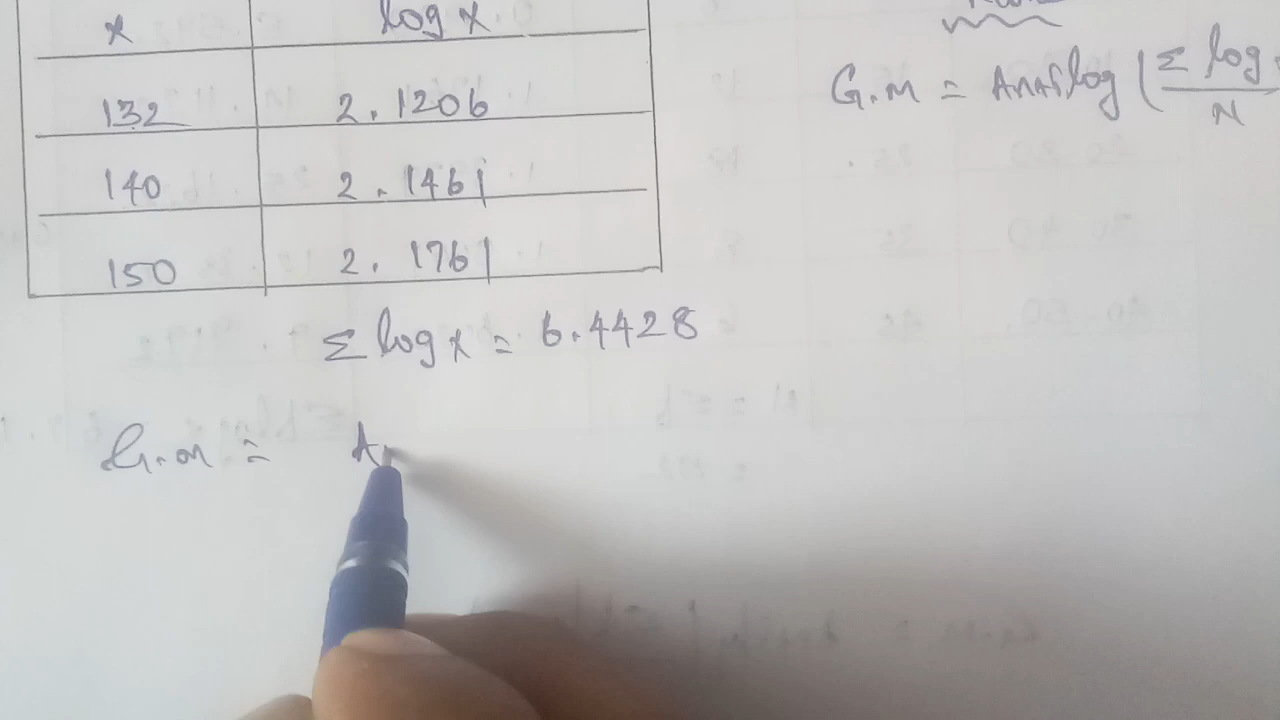 x log x
132 2.1206
140 2.1461
150 2.1761
Σ log x = 6.4428
G.M = A
G.M = Antilog (Σ log
N